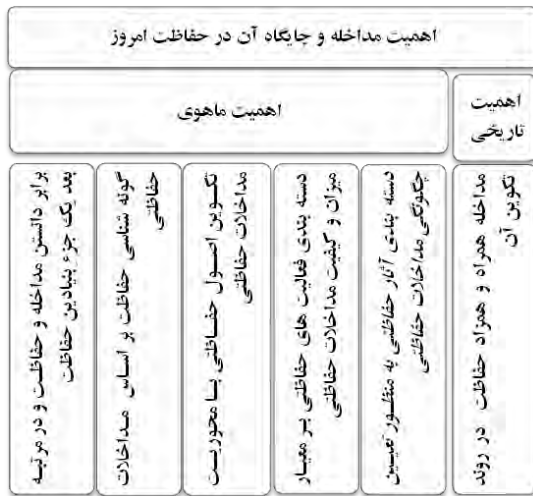 اهمیت مداخله و جایگاه آن در حفاظت امروز
اهمیت
تاریخی
اهمیت ماهوی
مداخله همراه و همزاد حفاظت در روند
تکوین آن
دسته بندی آثار حفاظتی به منظور تعیین
چگونگی مداخلات حفاظتی
دسته بندی فعالیت های حفاظتی بر معیار
میزان و کیفیت مداخلات حفاظتی
تکوین اصول حفاظتی با محوریت
مداخلات حفاظتی
گونه شناسی حفاظت بر اساس مداخلات
حفاظتی
برابر دانستن مداخله و حفاظت و در مرتبه
بعد یک جزء بنیادین حفاظت